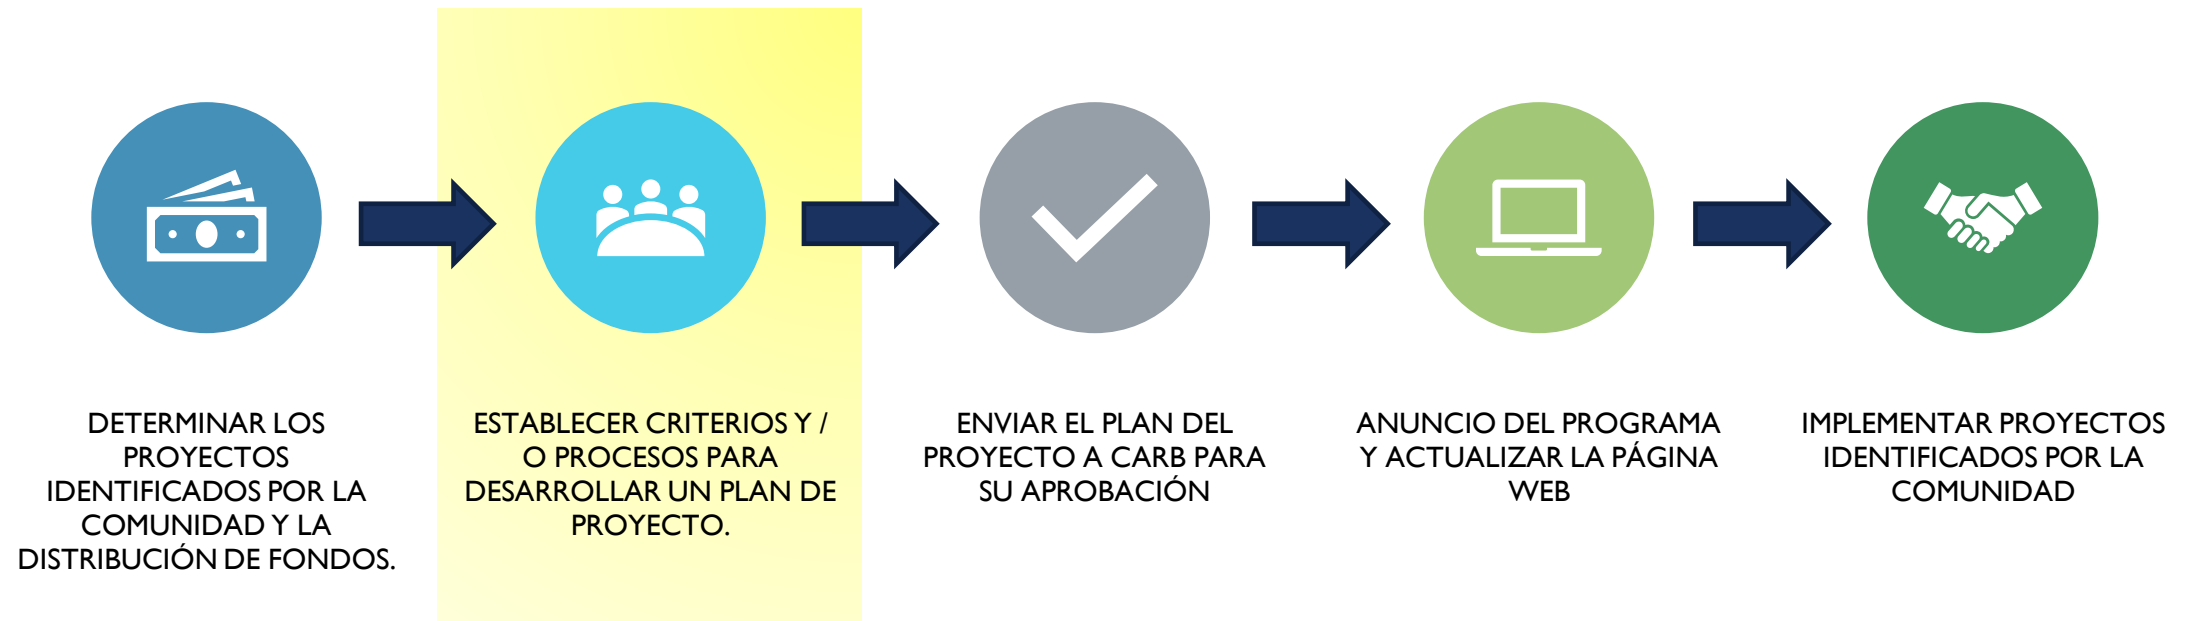 DETERMINAR LOS
PROYECTOS
IDENTIFICADOS POR LA
COMUNIDAD Y LA
DISTRIBUCIÓN DE FONDOS.
ESTABLECER CRITERIOS Y /
O PROCESOS PARA
DESARROLLAR UN PLAN DE
PROYECTO.
ENVIAR EL PLAN DEL
PROYECTO A CARB PARA
SU APROBACIÓN
ANUNCIO DEL PROGRAMA
Y ACTUALIZAR LA PÁGINA
WEB
IMPLEMENTAR PROYECTOS
IDENTIFICADOS POR LA
COMUNIDAD